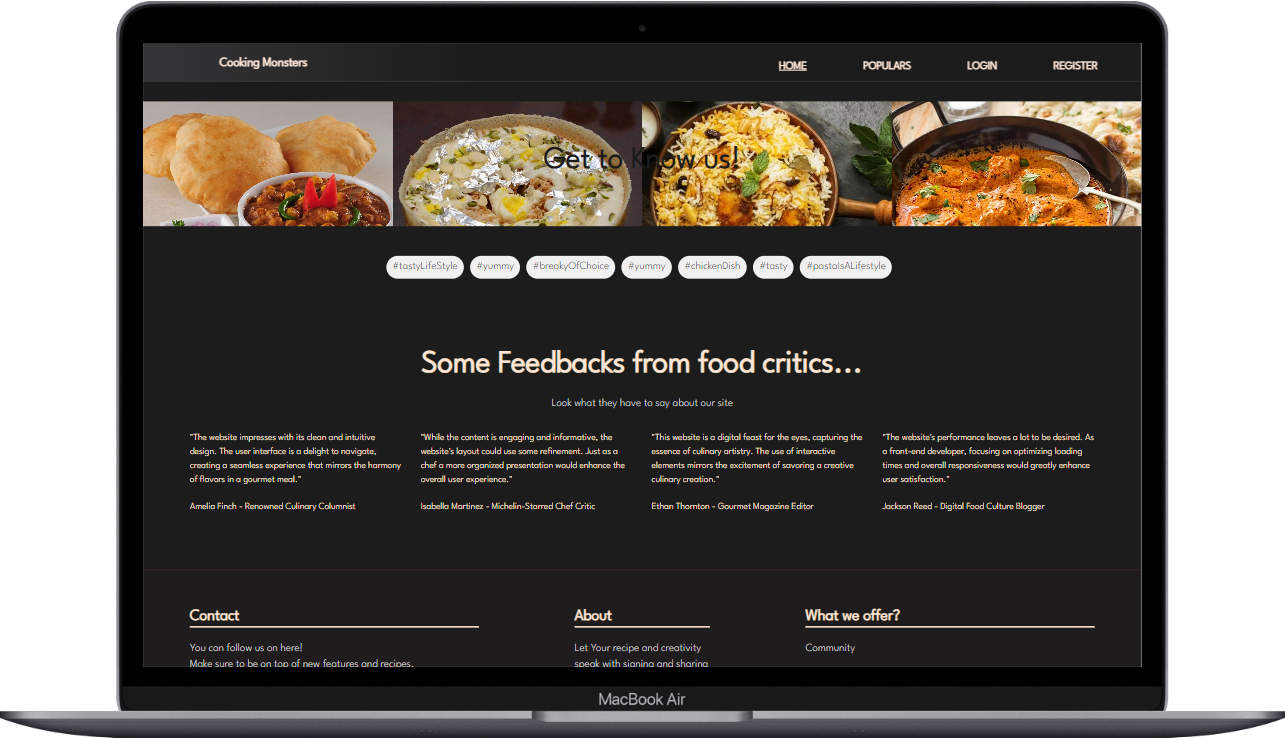 Cooking Monsters
HOME POPULARS LOGIN REGISTER
Get to Know us!
#tastyLifeStyle #yummy #breakyOfChoice #yummy #chickenDish #tasty #pastaIsALifestyle
Some Feedbacks from food critics...
Look what they have to say about our site
"The website impresses with its clean and intuitive
design. The user interface is a delight to navigate,
creating a seamless experience that mirrors the harmony
of flavors in a gourmet meal."
Amelia Finch - Renowned Culinary Columnist
"While the content is engaging and informative, the
website's layout could use some refinement. Just as a
chef a more organized presentation would enhance the
overall user experience."
Isabella Martinez - Michelin-Starred Chef Critic
"This website is a digital feast for the eyes, capturing the
essence of culinary artistry. The use of interactive
elements mirrors the excitement of savoring a creative
culinary creation."
Ethan Thornton - Gourmet Magazine Editor
"The website's performance leaves a lot to be desired. As
a front-end developer, focusing on optimizing loading
times and overall responsiveness would greatly enhance
user satisfaction."
Jackson Reed - Digital Food Culture Blogger
Contact
You can follow us on here!
Make sure to be on top of new features and recipes.
About
Let Your recipe and creativity
speak with signing and sharing
What we offer?
Community
MacBook Air